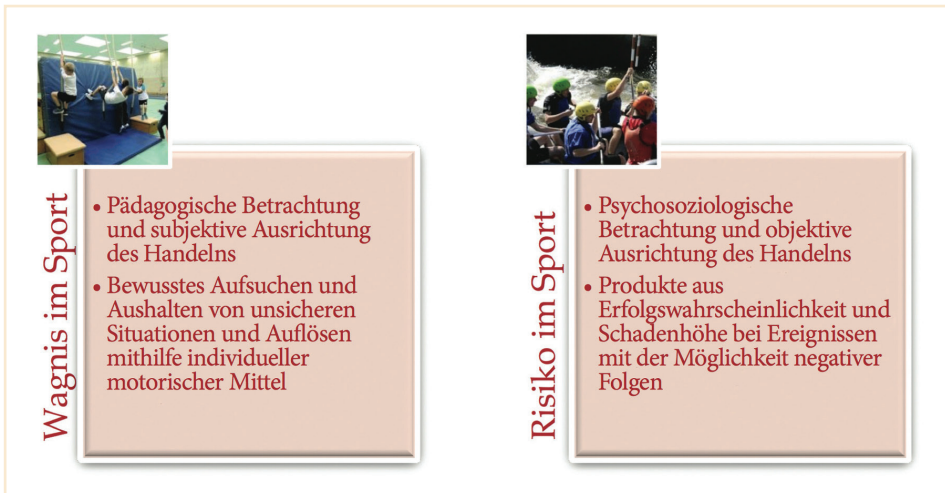 Wagnis im Sport
• Pädagogische Betrachtung
und subjektive Ausrichtung
des Handelns
• Bewusstes Aufsuchen und
Aushalten von unsicheren
Situationen und Auflösen
mithilfe individueller
motorischer Mittel
Risiko im Sport
• Psychosoziologische
Betrachtung und objektive
Ausrichtung des Handelns
• Produkte aus
Erfolgswahrscheinlichkeit und
Schadenhöhe bei Ereignissen
mit der Möglichkeit negativer
Folgen